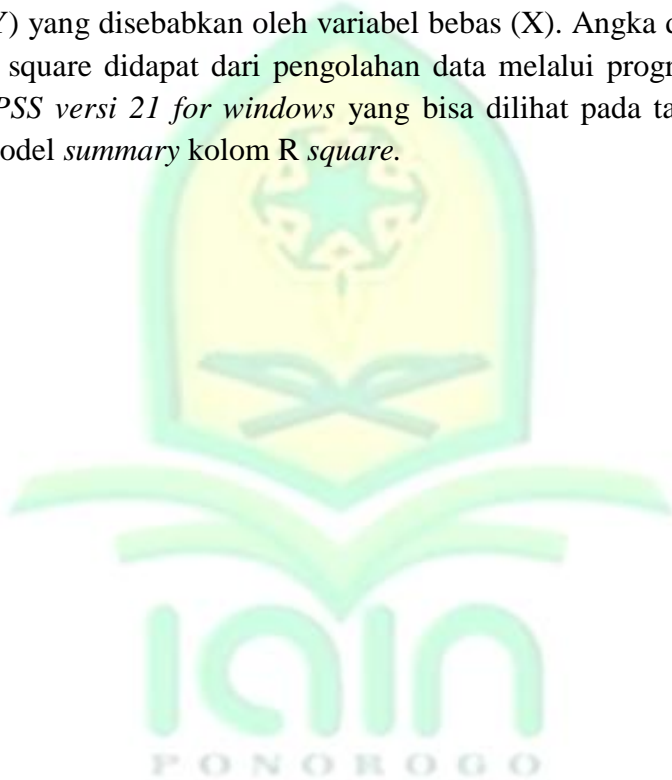 Y) yang disebabkan oleh variabel bebas (X). Angka d
square didapat dari pengolahan data melalui progr
PSS versi 21 for windows yang bisa dilihat pada ta
odel summary kolom R square.
iain
PONOROGO